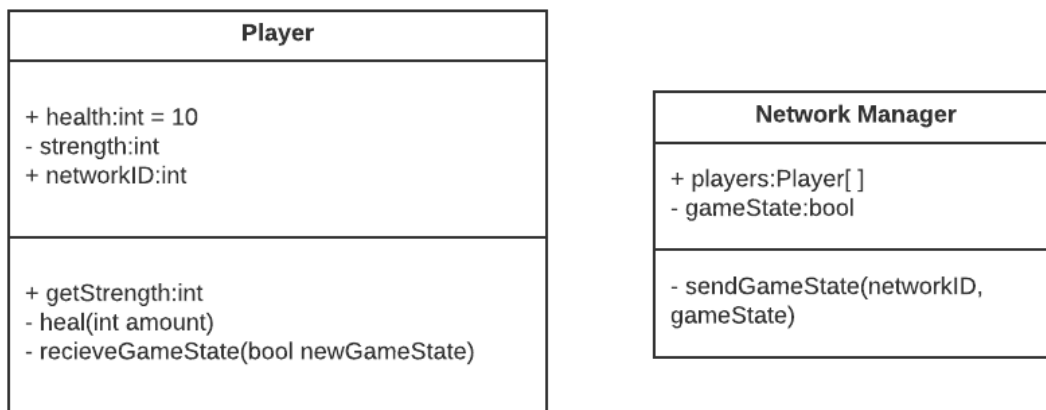 Player
+ health:int = 10
- strength:int
+ networkID:int
+ getStrength:int
- heal(int amount)
- recieveGameState(bool newGameState)
Network Manager
+ players:Player[ ]
- gameState:bool
- sendGameState(networkID,
gameState)